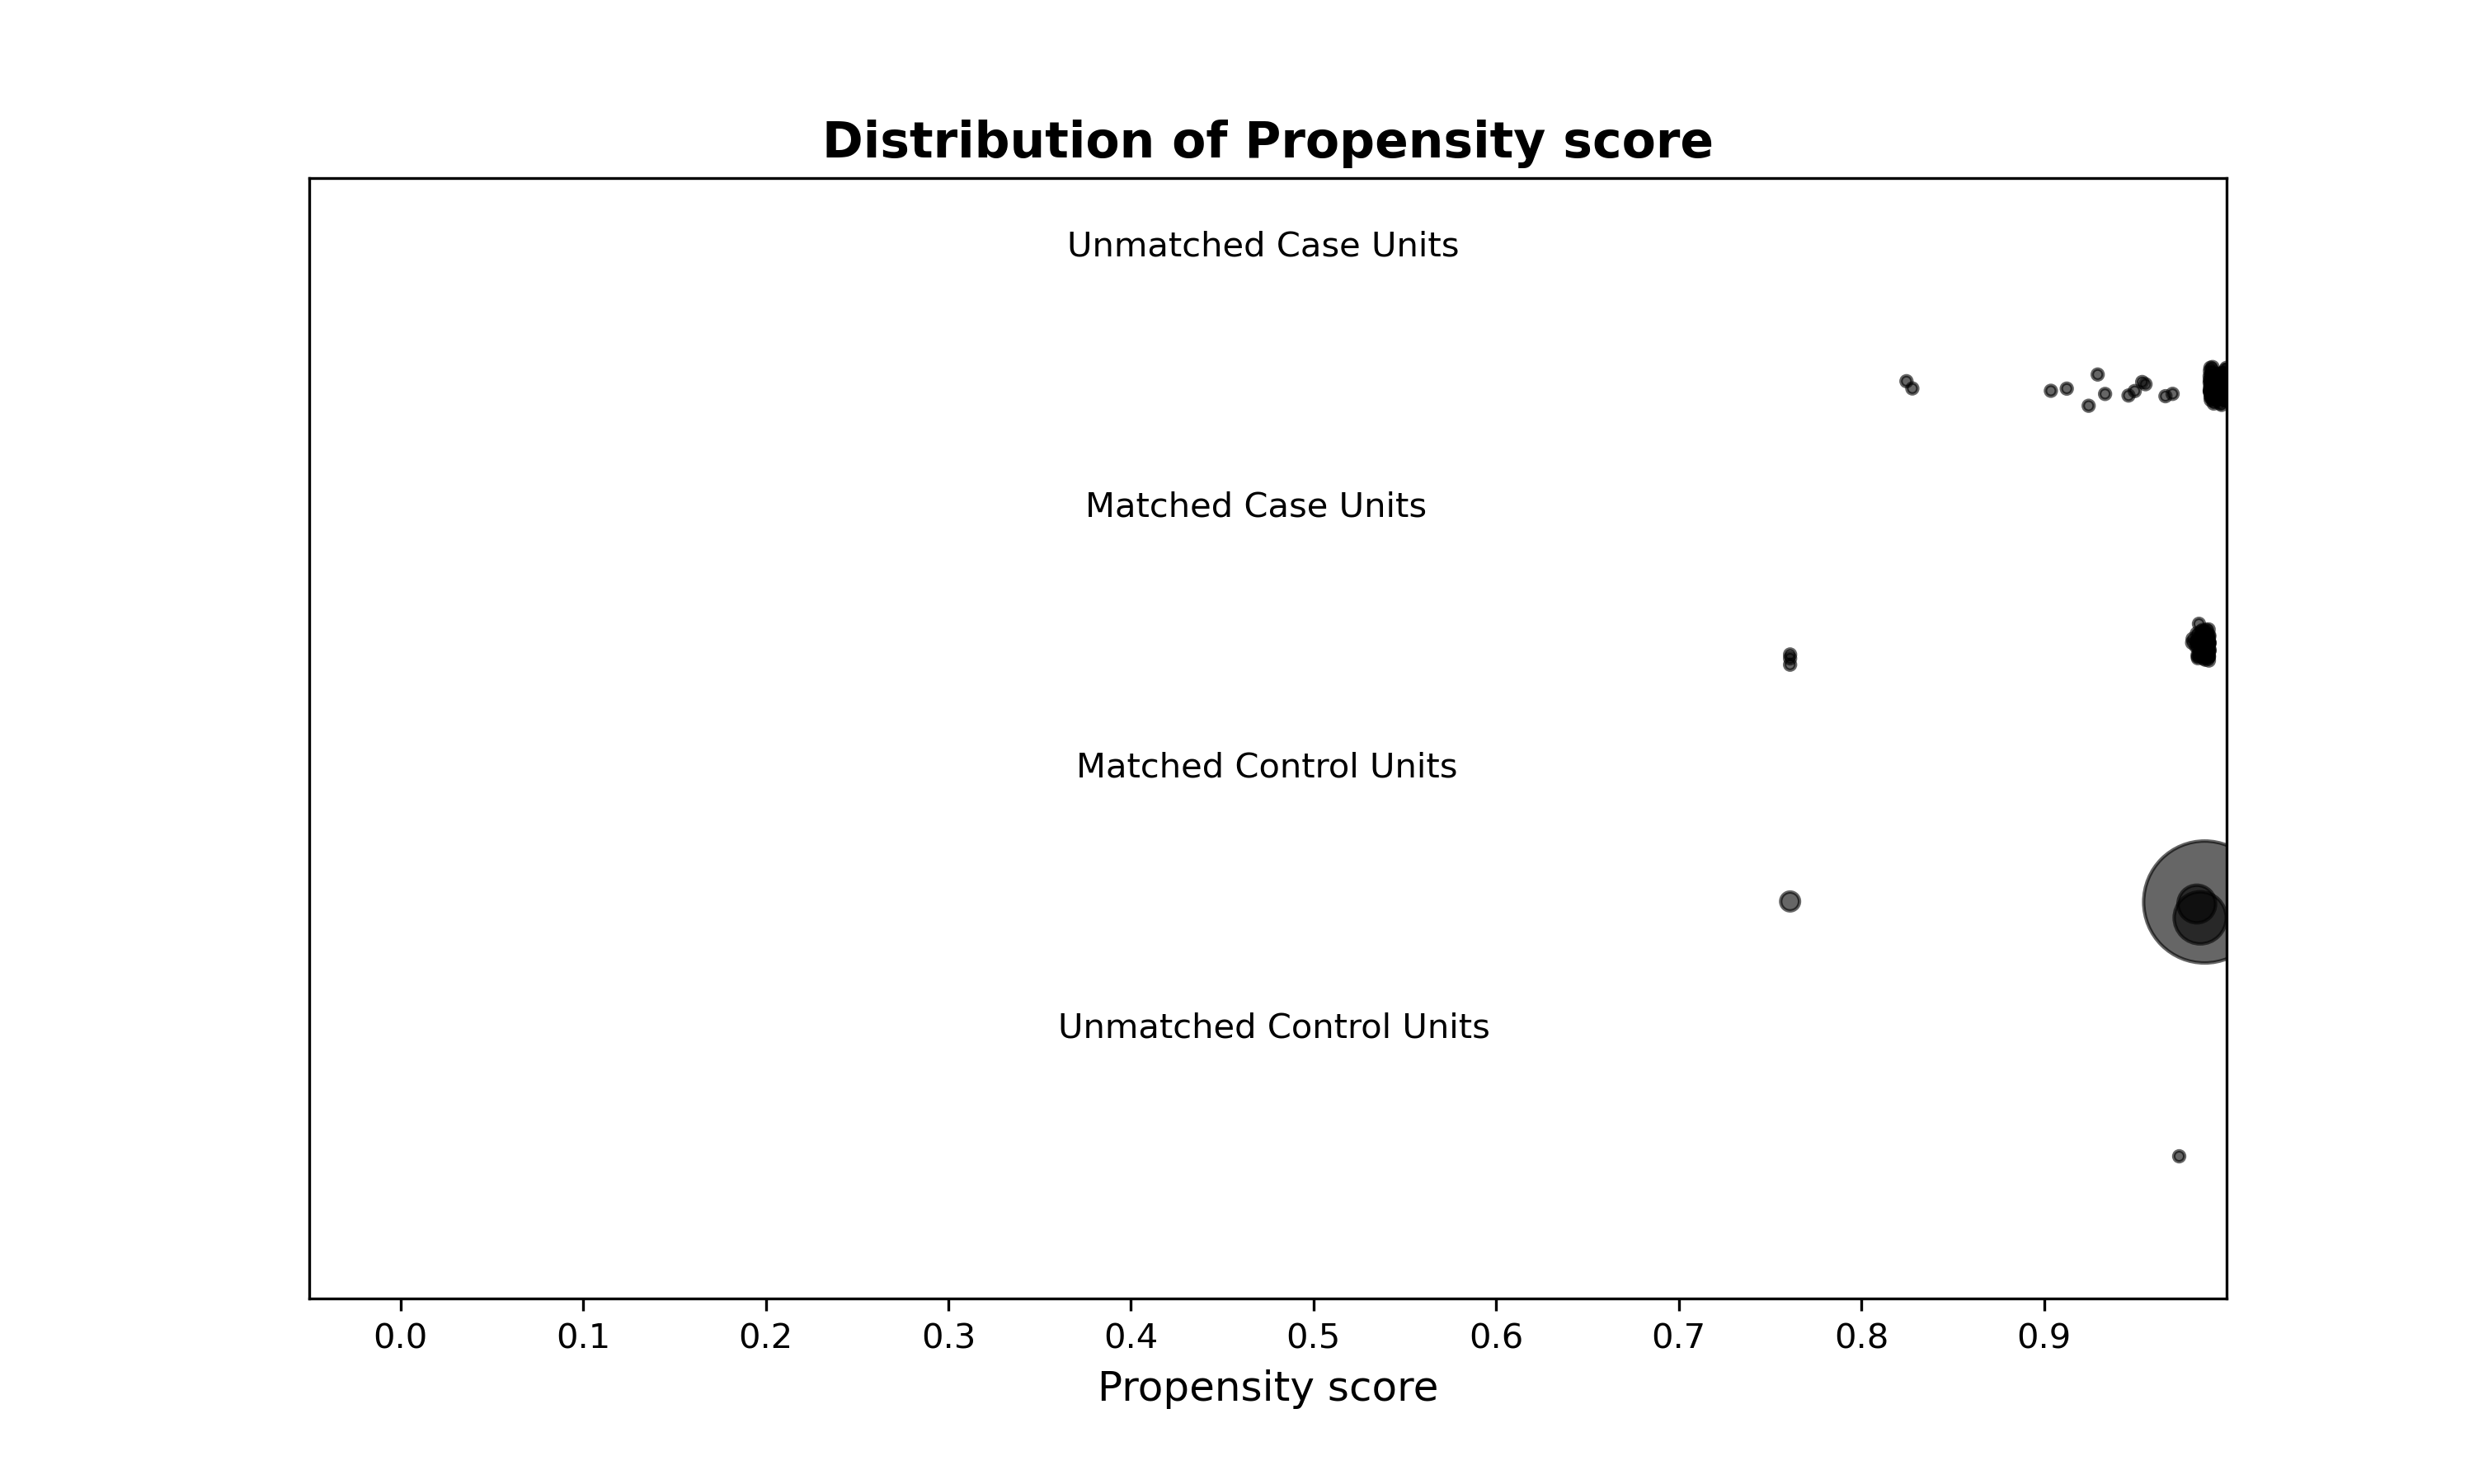 Distribution of Propensity score
Unmatched Case Units
Matched Case Units
Matched Control Units
Unmatched Control Units
0.0 0.1 0.2 0.3 0.4 0.5 0.6 0.7 0.8 0.9
Propensity score